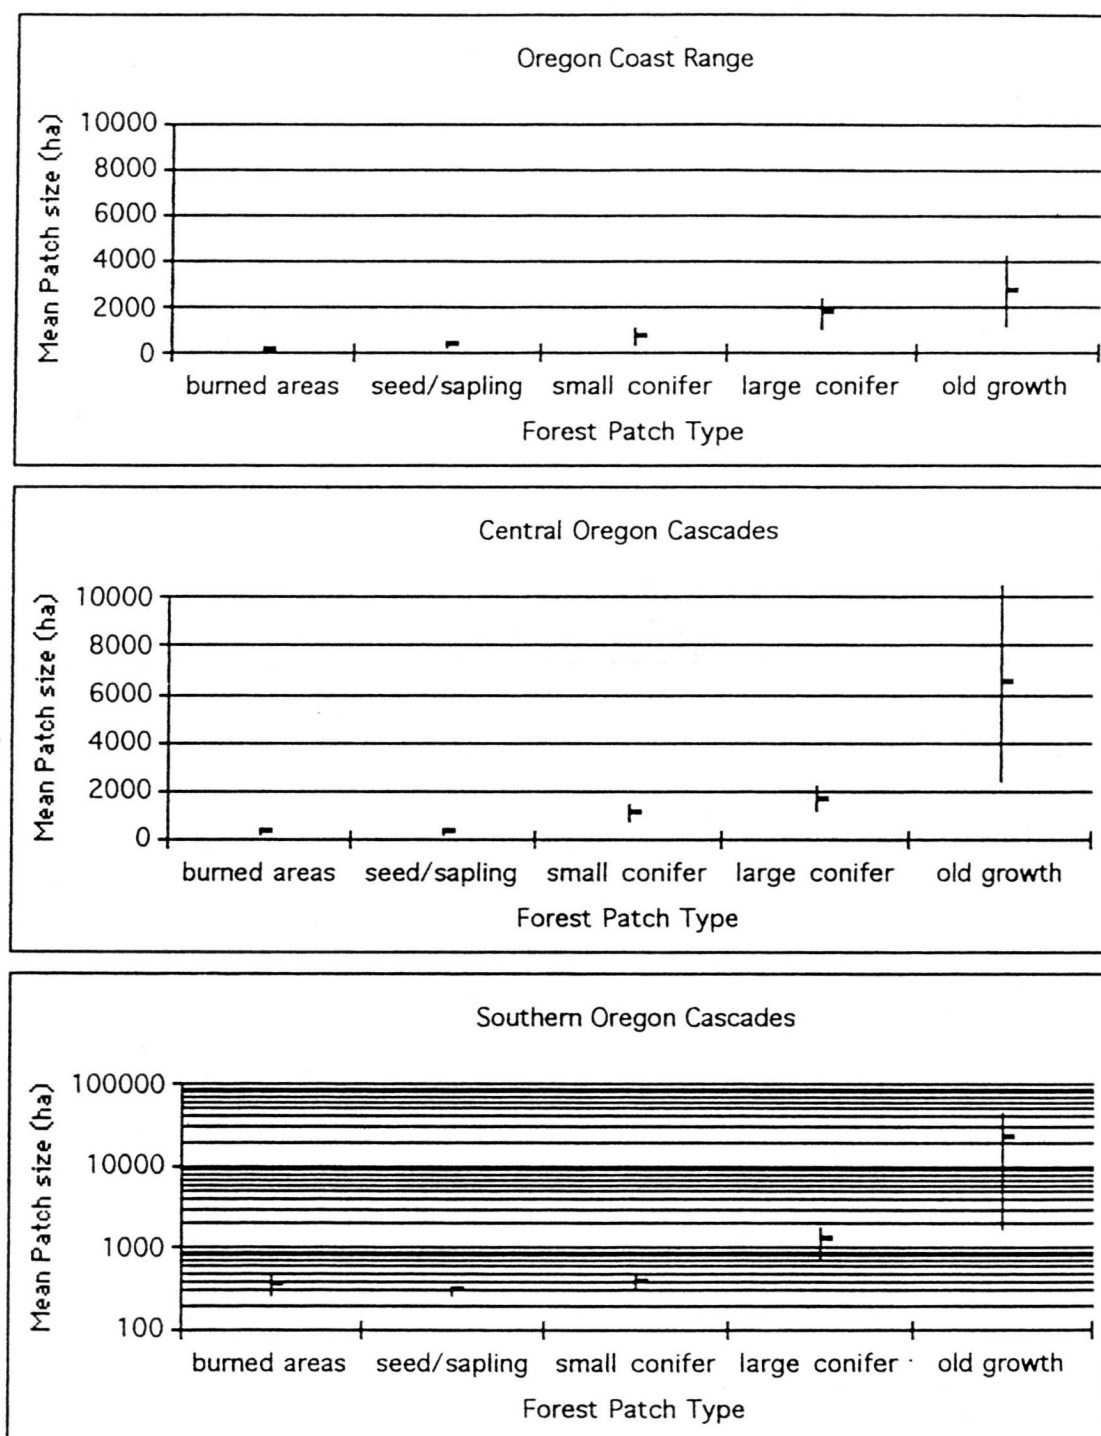 Oregon Coast Range
Mean Patch size (ha)
10000
8000
6000
4000
2000
0
burned areas seed/sapling small conifer large conifer old growth
Forest Patch Type
Central Oregon Cascades
Mean Patch size (ha)
10000
8000
6000
4000
2000
0
burned areas seed/sapling small conifer large conifer old growth
Forest Patch Type
Southern Oregon Cascades
Mean Patch size (ha)
100000
10000
1000
100
burned areas seed/sapling small conifer large conifer old growth
Forest Patch Type